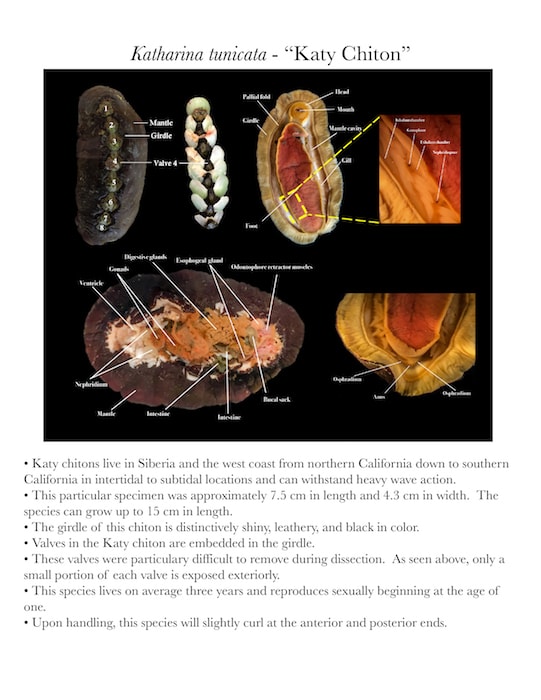 Katharina tunicata - “Katy Chiton”
1
2
3
4
5
6
7
8
Mantle
Girdle
Valve 4
Pallial fold
Girdle
Head
Mouth
Mantle cavity
Gill
Foot
Gonopore
Nephridiopore
Digestive glands
Esophogeal gland
Odontophore retractor muscles
Gonads
Ventricle
Nephridium
Mantle
Intestine
Intestine
Bucal sack
Osphradium
Anus
Osphradium
• Katy chitons live in Siberia and the west coast from northern California down to southern
California in intertidal to subtidal locations and can withstand heavy wave action.
• This particular specimen was approximately 7.5 cm in length and 4.3 cm in width. The
species can grow up to 15 cm in length.
• The girdle of this chiton is distinctively shiny, leathery, and black in color.
• Valves in the Katy chiton are embedded in the girdle.
• These valves were particulary difficult to remove during dissection. As seen above, only a
small portion of each valve is exposed exteriorly.
• This species lives on average three years and reproduces sexually beginning at the age of
one.
• Upon handling, this species will slightly curl at the anterior and posterior ends.